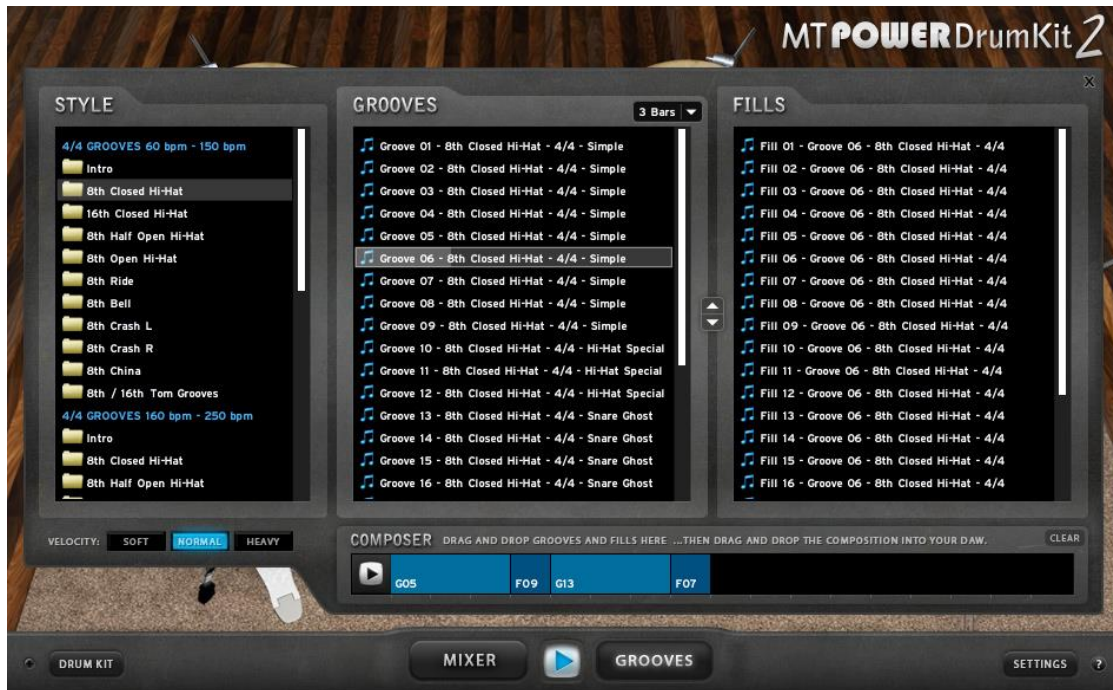 MT POWER DrumKit 2
X
STYLE
4/4 GROOVES 60 bpm - 150 bpm
Intro
8th Closed Hi-Hat
16th Closed Hi-Hat
8th Half Open Hi-Hat
8th Open Hi-Hat
8th Ride
8th Bell
8th Crash L
8th Crash R
8th China
8th / 16th Tom Grooves
4/4 GROOVES 160 bpm - 250 bpm
Intro
8th Closed Hi-Hat
8th Half Open Hi-Hat
VELOCITY: SOFT NORMAL HEAVY
GROOVES
3 Bars
Groove 01 - 8th Closed Hi-Hat - 4/4 - Simple
Groove 02 - 8th Closed Hi-Hat - 4/4 - Simple
Groove 03 - 8th Closed Hi-Hat - 4/4 - Simple
Groove 04 - 8th Closed Hi-Hat - 4/4 - Simple
Groove 05 - 8th Closed Hi-Hat - 4/4 - Simple
Groove 06 - 8th Closed Hi-Hat - 4/4 - Simple
Groove 07 - 8th Closed Hi-Hat - 4/4 - Simple
Groove 08 - 8th Closed Hi-Hat - 4/4 - Simple
Groove 09 - 8th Closed Hi-Hat - 4/4 - Simple
Groove 10 - 8th Closed Hi-Hat - 4/4 - Hi-Hat Special
Groove 11 - 8th Closed Hi-Hat - 4/4 - Hi-Hat Special
Groove 12 - 8th Closed Hi-Hat - 4/4 - Hi-Hat Special
Groove 13 - 8th Closed Hi-Hat - 4/4 - Snare Ghost
Groove 14 - 8th Closed Hi-Hat - 4/4 - Snare Ghost
Groove 15 - 8th Closed Hi-Hat - 4/4 - Snare Ghost
Groove 16 - 8th Closed Hi-Hat - 4/4 - Snare Ghost
FILLS
Fill 01 - Groove 06 - 8th Closed Hi-Hat - 4/4
Fill 02 - Groove 06 - 8th Closed Hi-Hat - 4/4
Fill 03 - Groove 06 - 8th Closed Hi-Hat - 4/4
Fill 04 - Groove 06 - 8th Closed Hi-Hat - 4/4
Fill 05 - Groove 06 - 8th Closed Hi-Hat - 4/4
Fill 06 - Groove 06 - 8th Closed Hi-Hat - 4/4
Fill 07 - Groove 06 - 8th Closed Hi-Hat - 4/4
Fill 08 - Groove 06 - 8th Closed Hi-Hat - 4/4
Fill 09 - Groove 06 - 8th Closed Hi-Hat - 4/4
Fill 10 - Groove 06 - 8th Closed Hi-Hat - 4/4
Fill 11 - Groove 06 - 8th Closed Hi-Hat - 4/4
Fill 12 - Groove 06 - 8th Closed Hi-Hat - 4/4
Fill 13 - Groove 06 - 8th Closed Hi-Hat - 4/4
Fill 14 - Groove 06 - 8th Closed Hi-Hat - 4/4
Fill 15 - Groove 06 - 8th Closed Hi-Hat - 4/4
Fill 16 - Groove 06 - 8th Closed Hi-Hat - 4/4
COMPOSER DRAG AND DROP GROOVES AND FILLS HERE ...THEN DRAG AND DROP THE COMPOSITION INTO YOUR DAW. CLEAR
G05 F09 G13 F07
DRUM KIT MIXER GROOVES SETTINGS ?